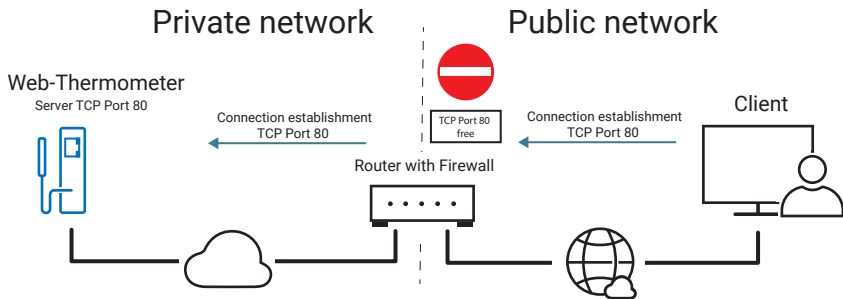 Private network
Public network
Web-Thermometer
Server TCP Port 80
Connection establishment
TCP Port 80
TCP Port 80
free
Connection establishment
TCP Port 80
Client
Router with Firewall